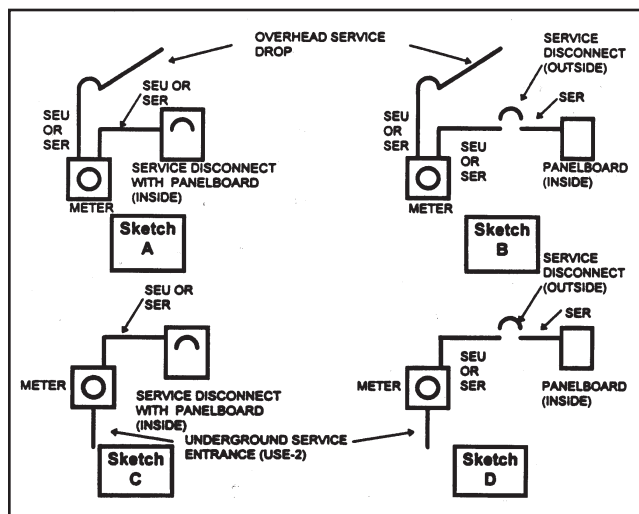 OVERHEAD SERVICE
DROP
SEU OR
SER
SEU
OR
SER
SERVICE DISCONNECT
WITH PANELBOARD
(INSIDE)
METER
Sketch
A
SERVICE
DISCONNECT
(OUTSIDE)
SER
SEU
OR
SER
SEU
OR
SER
PANELBOARD
(INSIDE)
METER
Sketch
B
SEU OR
SER
METER
SERVICE DISCONNECT
WITH PANELBOARD
(INSIDE)
UNDERGROUND SERVICE
ENTRANCE (USE-2)
Sketch
C
SERVICE
DISCONNECT
(OUTSIDE)
SER
METER
SEU
OR
SER
PANELBOARD
(INSIDE)
Sketch
D